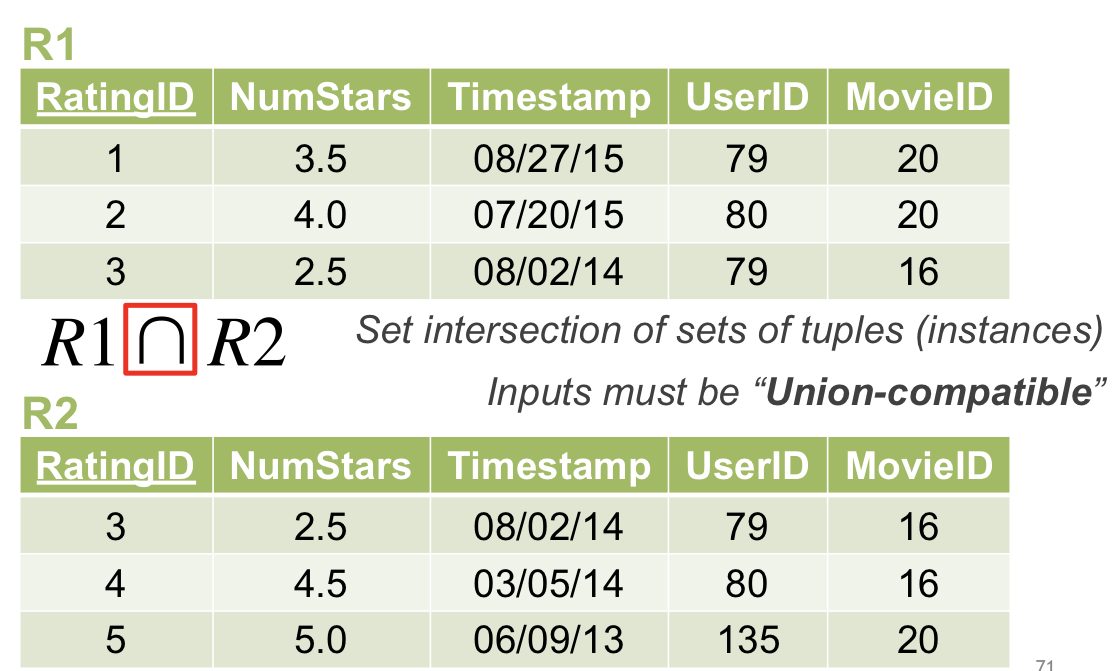 R1
RatingID NumStars Timestamp UserID MovieID
1 3.5 08/27/15 79 20
2 4.0 07/20/15 80 20
3 2.5 08/02/14 79 16
R1 ∩ R2 Set intersection of sets of tuples (instances)
Inputs must be “Union-compatible”
R2
RatingID NumStars Timestamp UserID MovieID
3 2.5 08/02/14 79 16
4 4.5 03/05/14 80 16
5 5.0 06/09/13 135 20
71